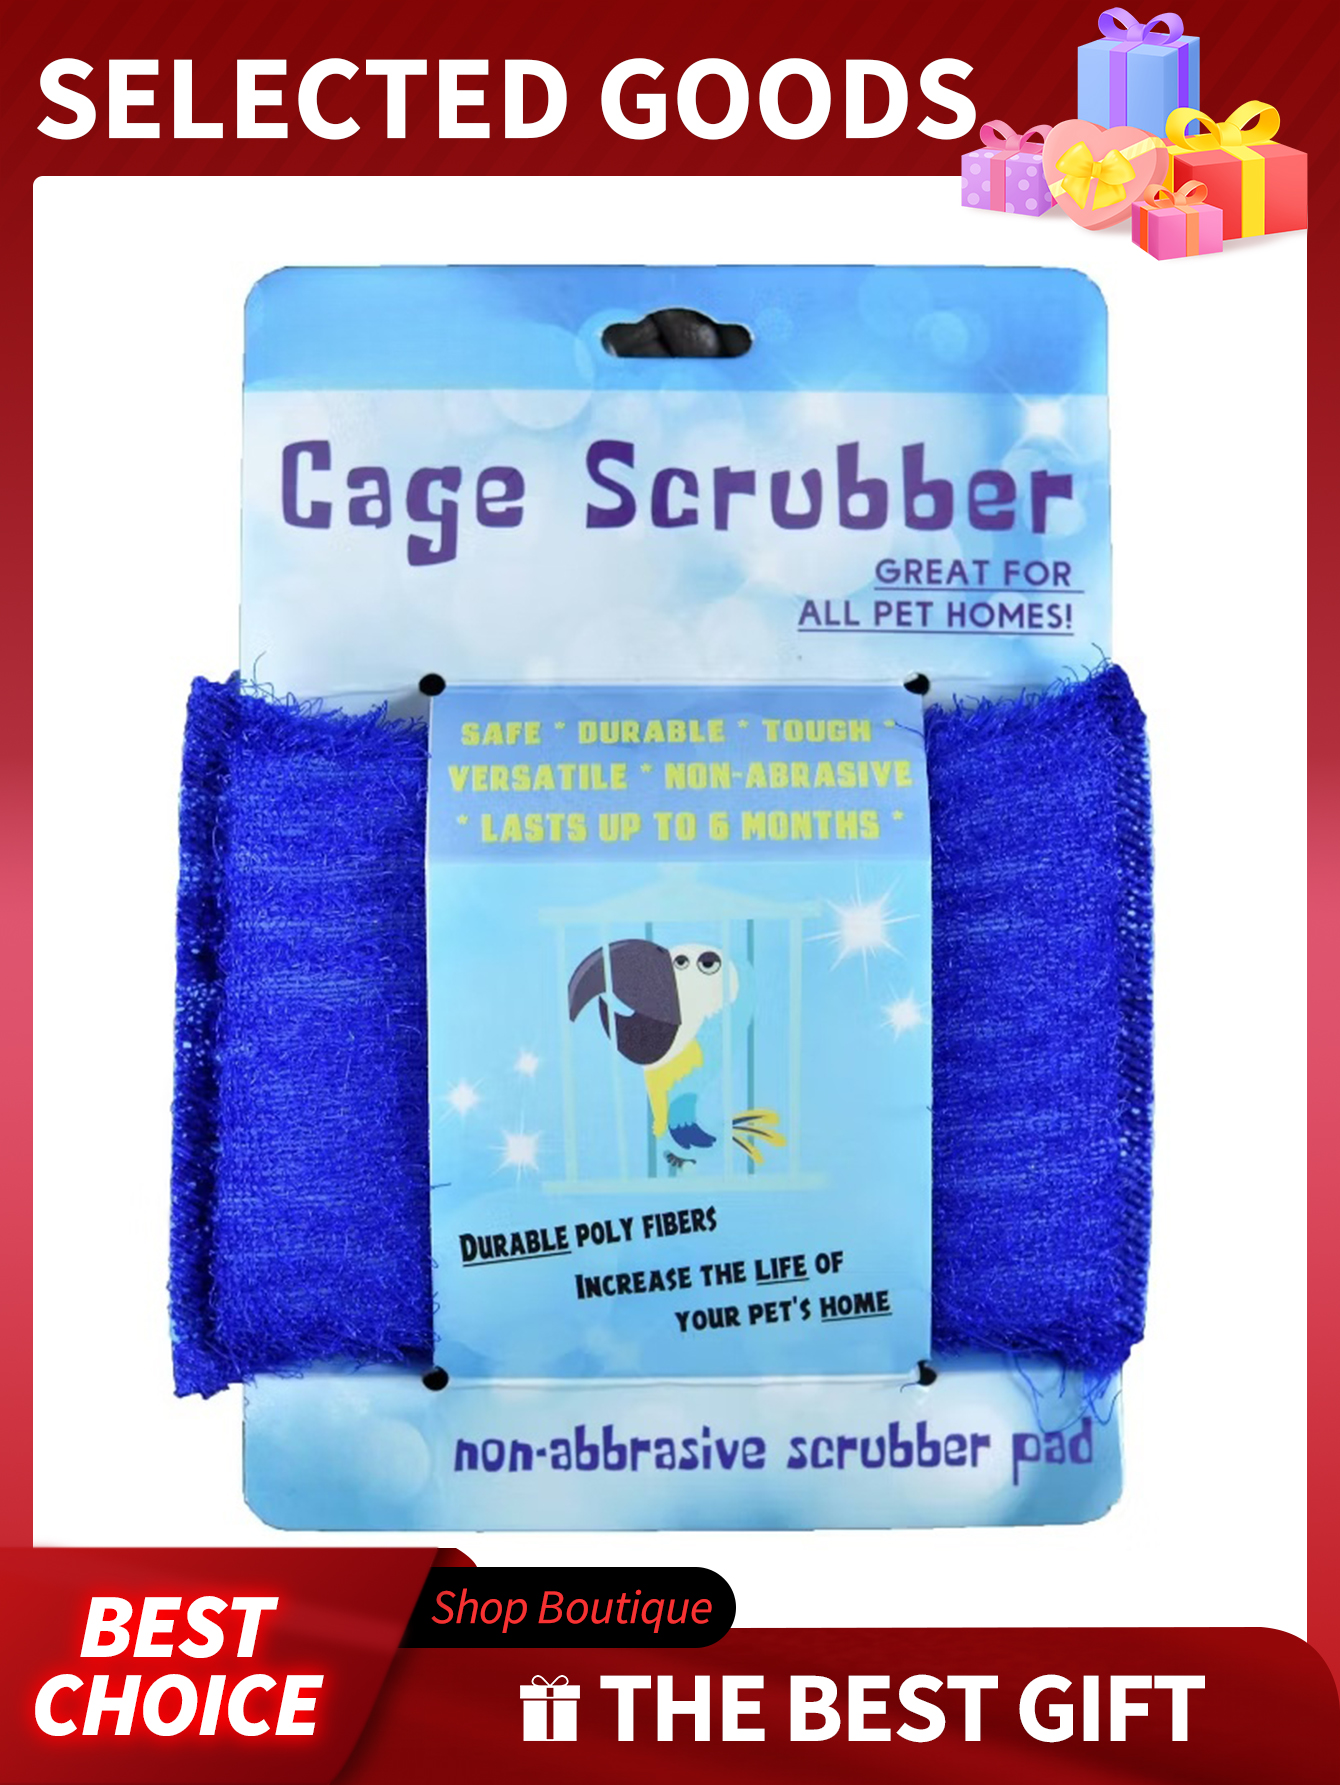 SELECTED GOODS
Cage Scrubber
GREAT FOR
ALL PET HOMES!
SAFE * DURABLE * TOUGH *
VERSATILE * NON-ABRASIVE
* LASTS UP TO 6 MONTHS *
DURABLE POLY FIBERS
INCREASE THE LIFE OF
YOUR PET'S HOME
non-abbrasive scrubber pad
BEST
CHOICE
Shop Boutique
THE BEST GIFT